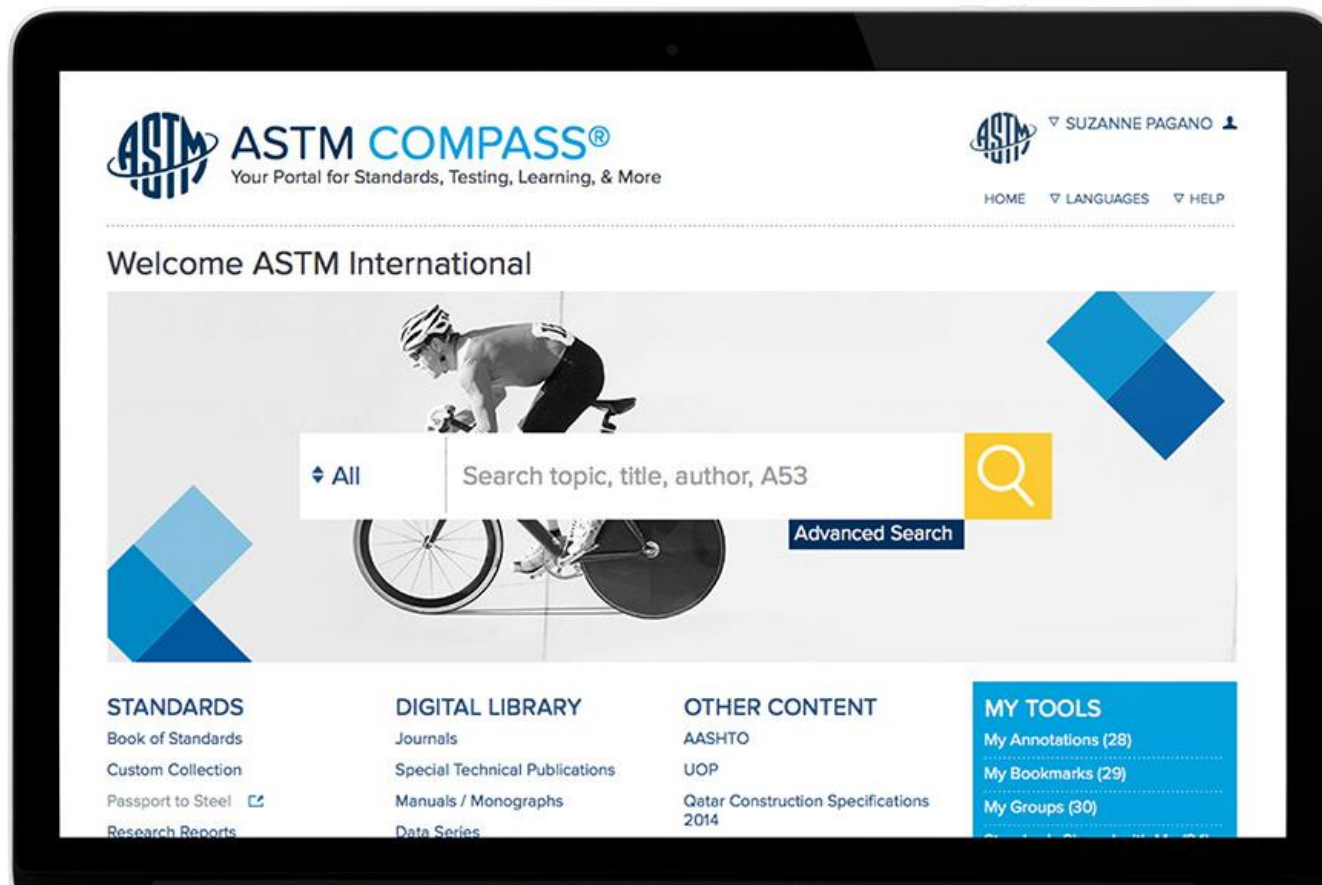 ASTM
ASTM COMPASS®
Your Portal for Standards, Testing, Learning, & More
ASTM
SUZANNE PAGANO
HOME LANGUAGES HELP
Welcome ASTM International
All
Search topic, title, author, A53
Advanced Search
STANDARDS
Book of Standards
Custom Collection
Passport to Steel
Research Reports
DIGITAL LIBRARY
Journals
Special Technical Publications
Manuals / Monographs
Data Series
OTHER CONTENT
AASHTO
UOP
Qatar Construction Specifications
2014
MY TOOLS
My Annotations (28)
My Bookmarks (29)
My Groups (30)